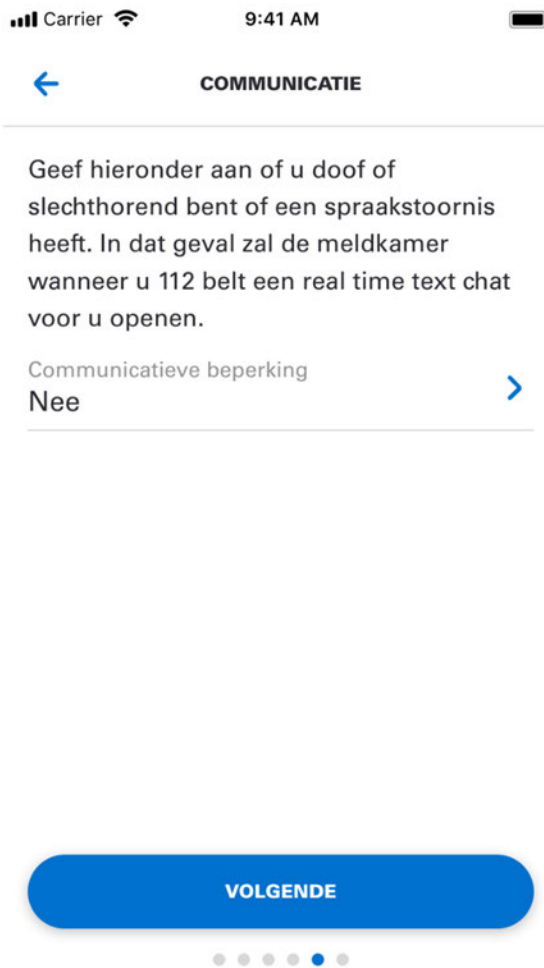 Carrier 9:41 AM
COMMUNICATIE
Geef hieronder aan of u doof of
slechthorend bent of een spraakstoornis
heeft. In dat geval zal de meldkamer
wanneer u 112 belt een real time text chat
voor u openen.
Communicatieve beperking
Nee
VOLGENDE